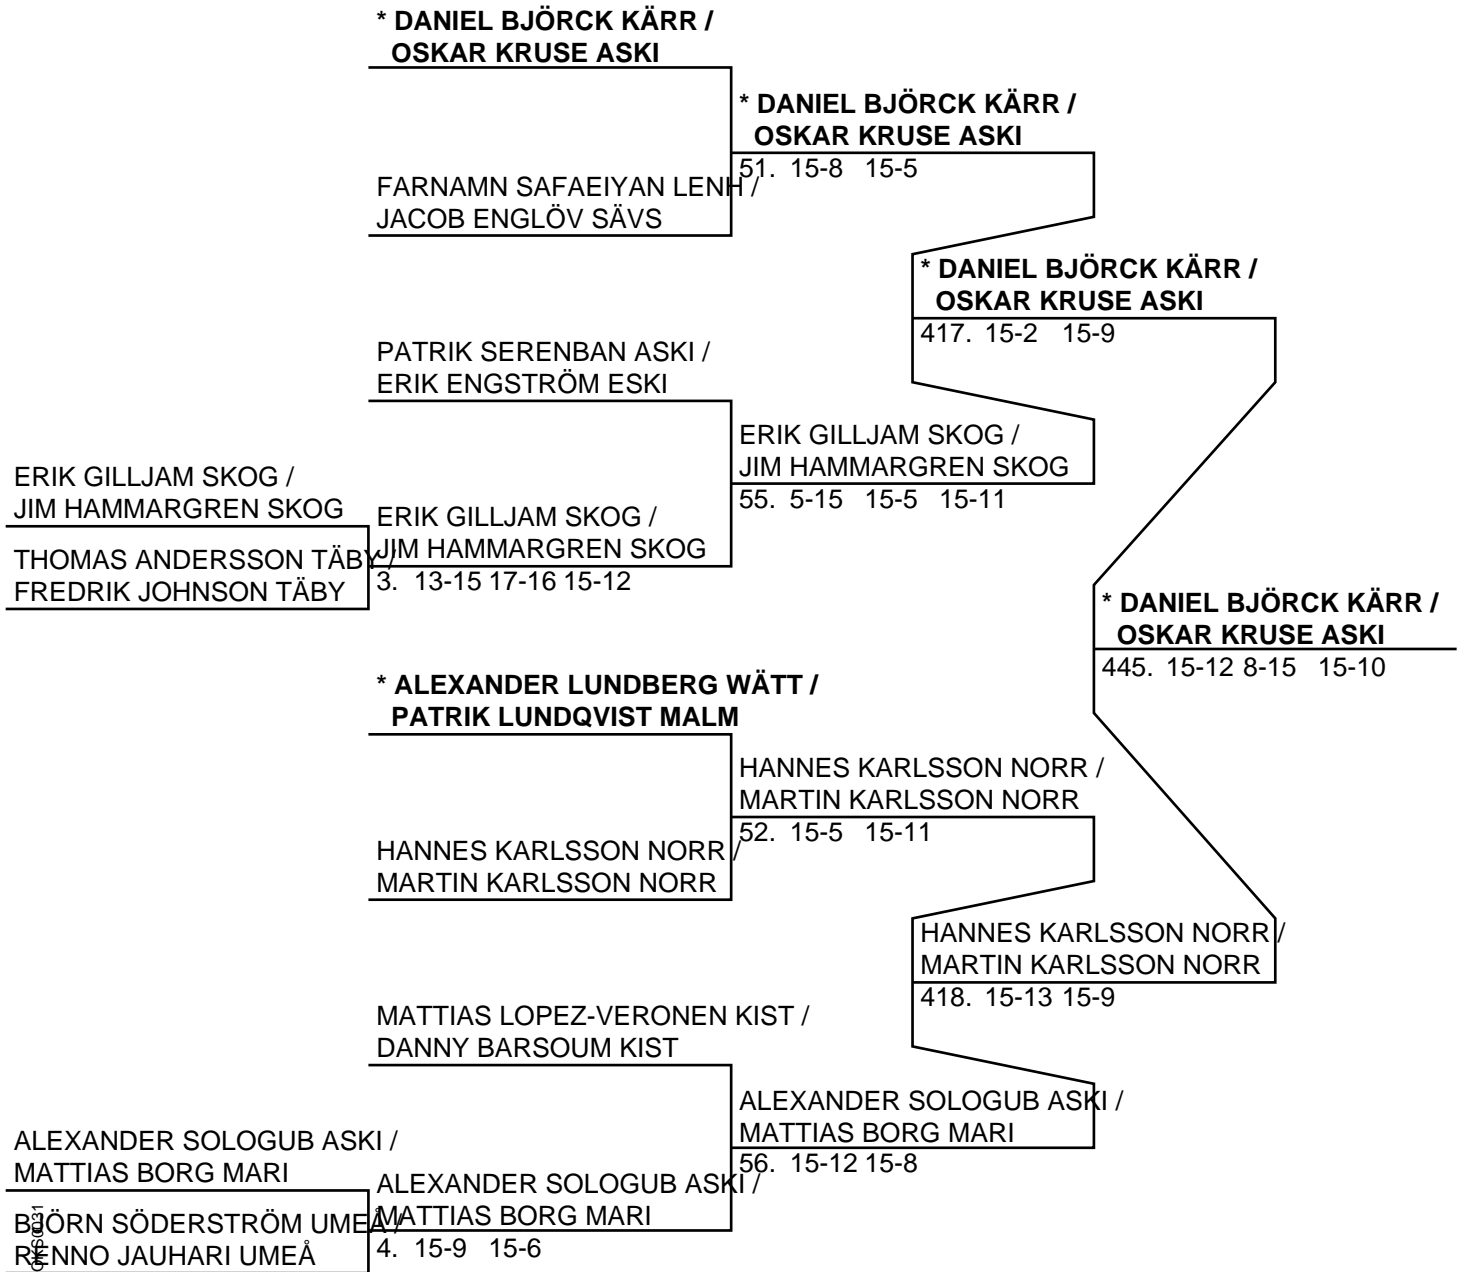 * DANIEL BJÖRCK KÄRR /
OSKAR KRUSE ASKI
* DANIEL BJÖRCK KÄRR /
OSKAR KRUSE ASKI
51. 15-8 15-5
FARNAMN SAFAEIYAN LENH /
JACOB ENGLÖV SÄVS
* DANIEL BJÖRCK KÄRR /
OSKAR KRUSE ASKI
417. 15-2 15-9
PATRIK SERENBAN ASKI /
ERIK ENGSTRÖM ESKI
ERIK GILLJAM SKOG /
JIM HAMMARGREN SKOG
55. 5-15 15-5 15-11
ERIK GILLJAM SKOG /
JIM HAMMARGREN SKOG
ERIK GILLJAM SKOG /
JIM HAMMARGREN SKOG
3. 13-15 17-16 15-12
THOMAS ANDERSSON TÄBY /
FREDRIK JOHNSON TÄBY
* DANIEL BJÖRCK KÄRR /
OSKAR KRUSE ASKI
445. 15-12 8-15 15-10
* ALEXANDER LUNDBERG WÄTT /
PATRIK LUNDQVIST MALM
HANNES KARLSSON NORR /
MARTIN KARLSSON NORR
52. 15-5 15-11
HANNES KARLSSON NORR /
MARTIN KARLSSON NORR
HANNES KARLSSON NORR /
MARTIN KARLSSON NORR
418. 15-13 15-9
MATTIAS LOPEZ-VERONEN KIST /
DANNY BARSOUM KIST
ALEXANDER SOLOGUB ASKI /
MATTIAS BORG MARI
56. 15-12 15-8
ALEXANDER SOLOGUB ASKI /
MATTIAS BORG MARI
ALEXANDER SOLOGUB ASKI /
MATTIAS BORG MARI
4. 15-9 15-6
BJÖRN SÖDERSTRÖM UMEÅ /
RENNO JAUHARI UMEÅ